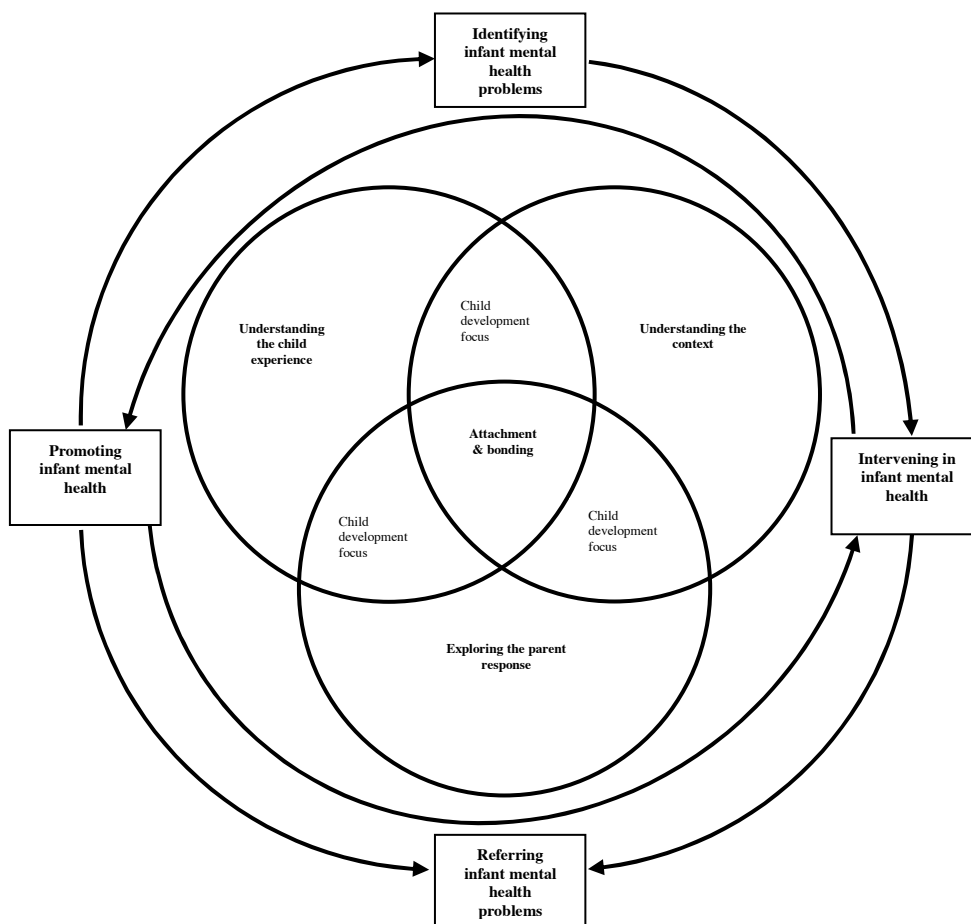 Identifying
infant mental
health
problems
Child
development
focus
Understanding
the child
experience
Understanding the
context
Attachment
& bonding
Promoting
infant mental
health
Intervening in
infant mental
health
Child
development
focus
Child
development
focus
Exploring the parent
response
Referring
infant mental
health
problems